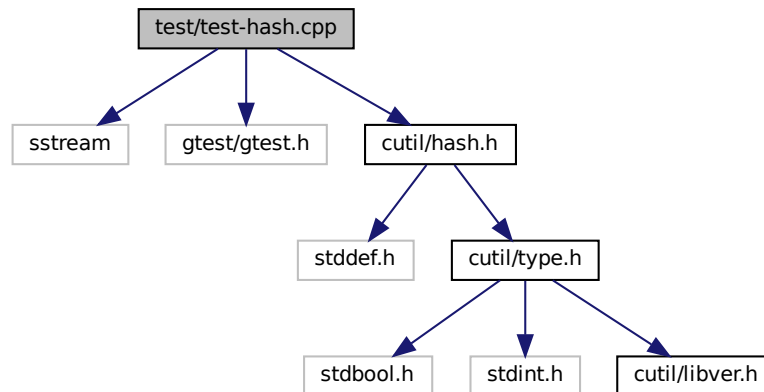 test/test-hash.cpp
sstream
gtest/gtest.h
cutil/hash.h
stddef.h
cutil/type.h
stdbool.h
stdint.h
cutil/libver.h